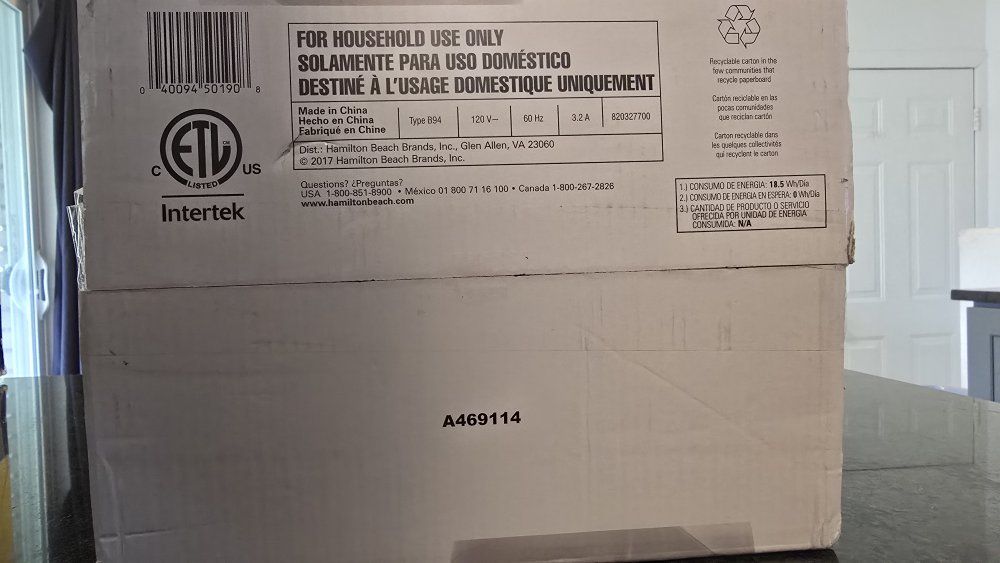 0 40094 50190 8
FOR HOUSEHOLD USE ONLY
SOLAMENTE PARA USO DOMÉSTICO
DESTINÉ À L'USAGE DOMESTIQUE UNIQUEMENT
Made in China
Hecho en China
Fabriqué en Chine
Type B94
120 V~
60 Hz
3.2 A
820327700
Dist.: Hamilton Beach Brands, Inc., Glen Allen, VA 23060
© 2017 Hamilton Beach Brands, Inc.
Recyclable carton in the
few communities that
recycle paperboard
Cartón reciclable en las
pocas comunidades
que reciclan cartón
Carton recyclable dans
les quelques collectivités
qui recyclent le carton
C ETL CM US
LISTED
Intertek
Questions? ¿Preguntas?
USA 1-800-851-8900 • México 01 800 71 16 100 • Canada 1-800-267-2826
www.hamiltonbeach.com
1.) CONSUMO DE ENERGÍA: 18.5 Wh/Día
2.) CONSUMO DE ENERGIA EN ESPERA: 0 Wh/Día
3.) CANTIDAD DE PRODUCTO O SERVICIO
OFRECIDA POR UNIDAD DE ENERGIA
CONSUMIDA: N/A
A469114